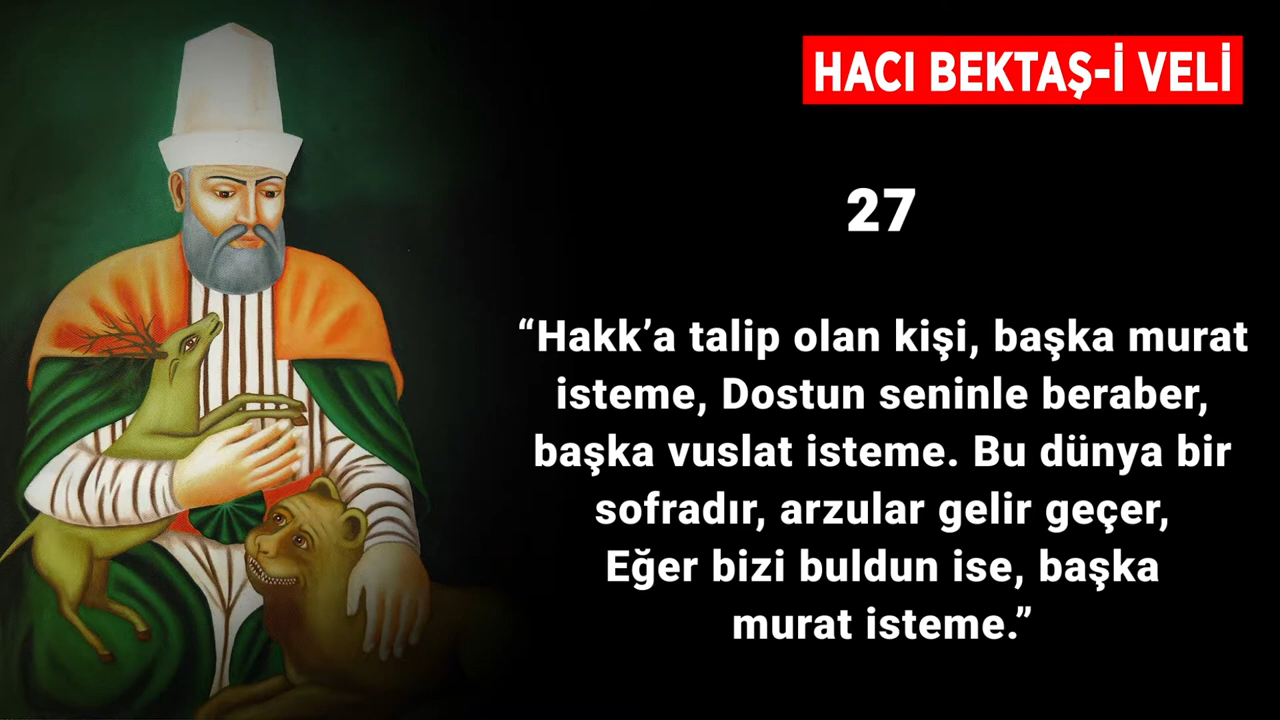 HACI BEKTAŞ-İ VELİ
27
“Hakk’a talip olan kişi, başka murat
isteme, Dostun seninle beraber,
başka vuslat isteme. Bu dünya bir
sofradır, arzular gelir geçer,
Eğer bizi buldun ise, başka
murat isteme.”